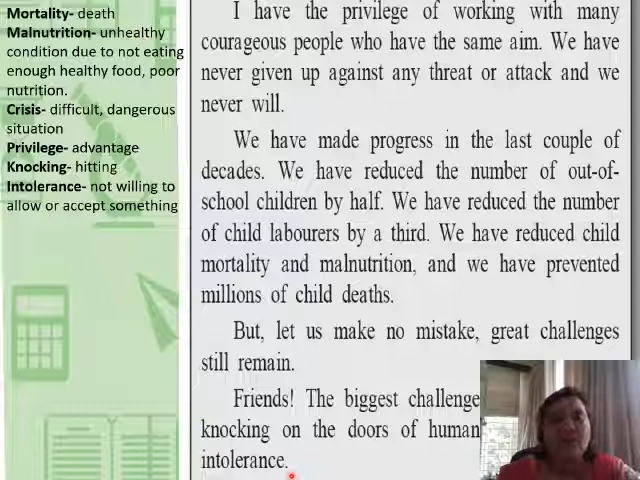 Mortality- death
Malnutrition- unhealthy
condition due to not eating
enough healthy food, poor
nutrition.
Crisis- difficult, dangerous
situation
Privilege- advantage
Knocking- hitting
Intolerance- not willing to
allow or accept something
I have the privilege of working with many
courageous people who have the same aim. We have
never given up against any threat or attack and we
never will.
We have made progress in the last couple of
decades. We have reduced the number of out-of-
school children by half. We have reduced the number
of child labourers by a third. We have reduced child
mortality and malnutrition, and we have prevented
millions of child deaths.
But, let us make no mistake, great challenges
still remain.
Friends! The biggest challenge
knocking on the doors of human
intolerance.